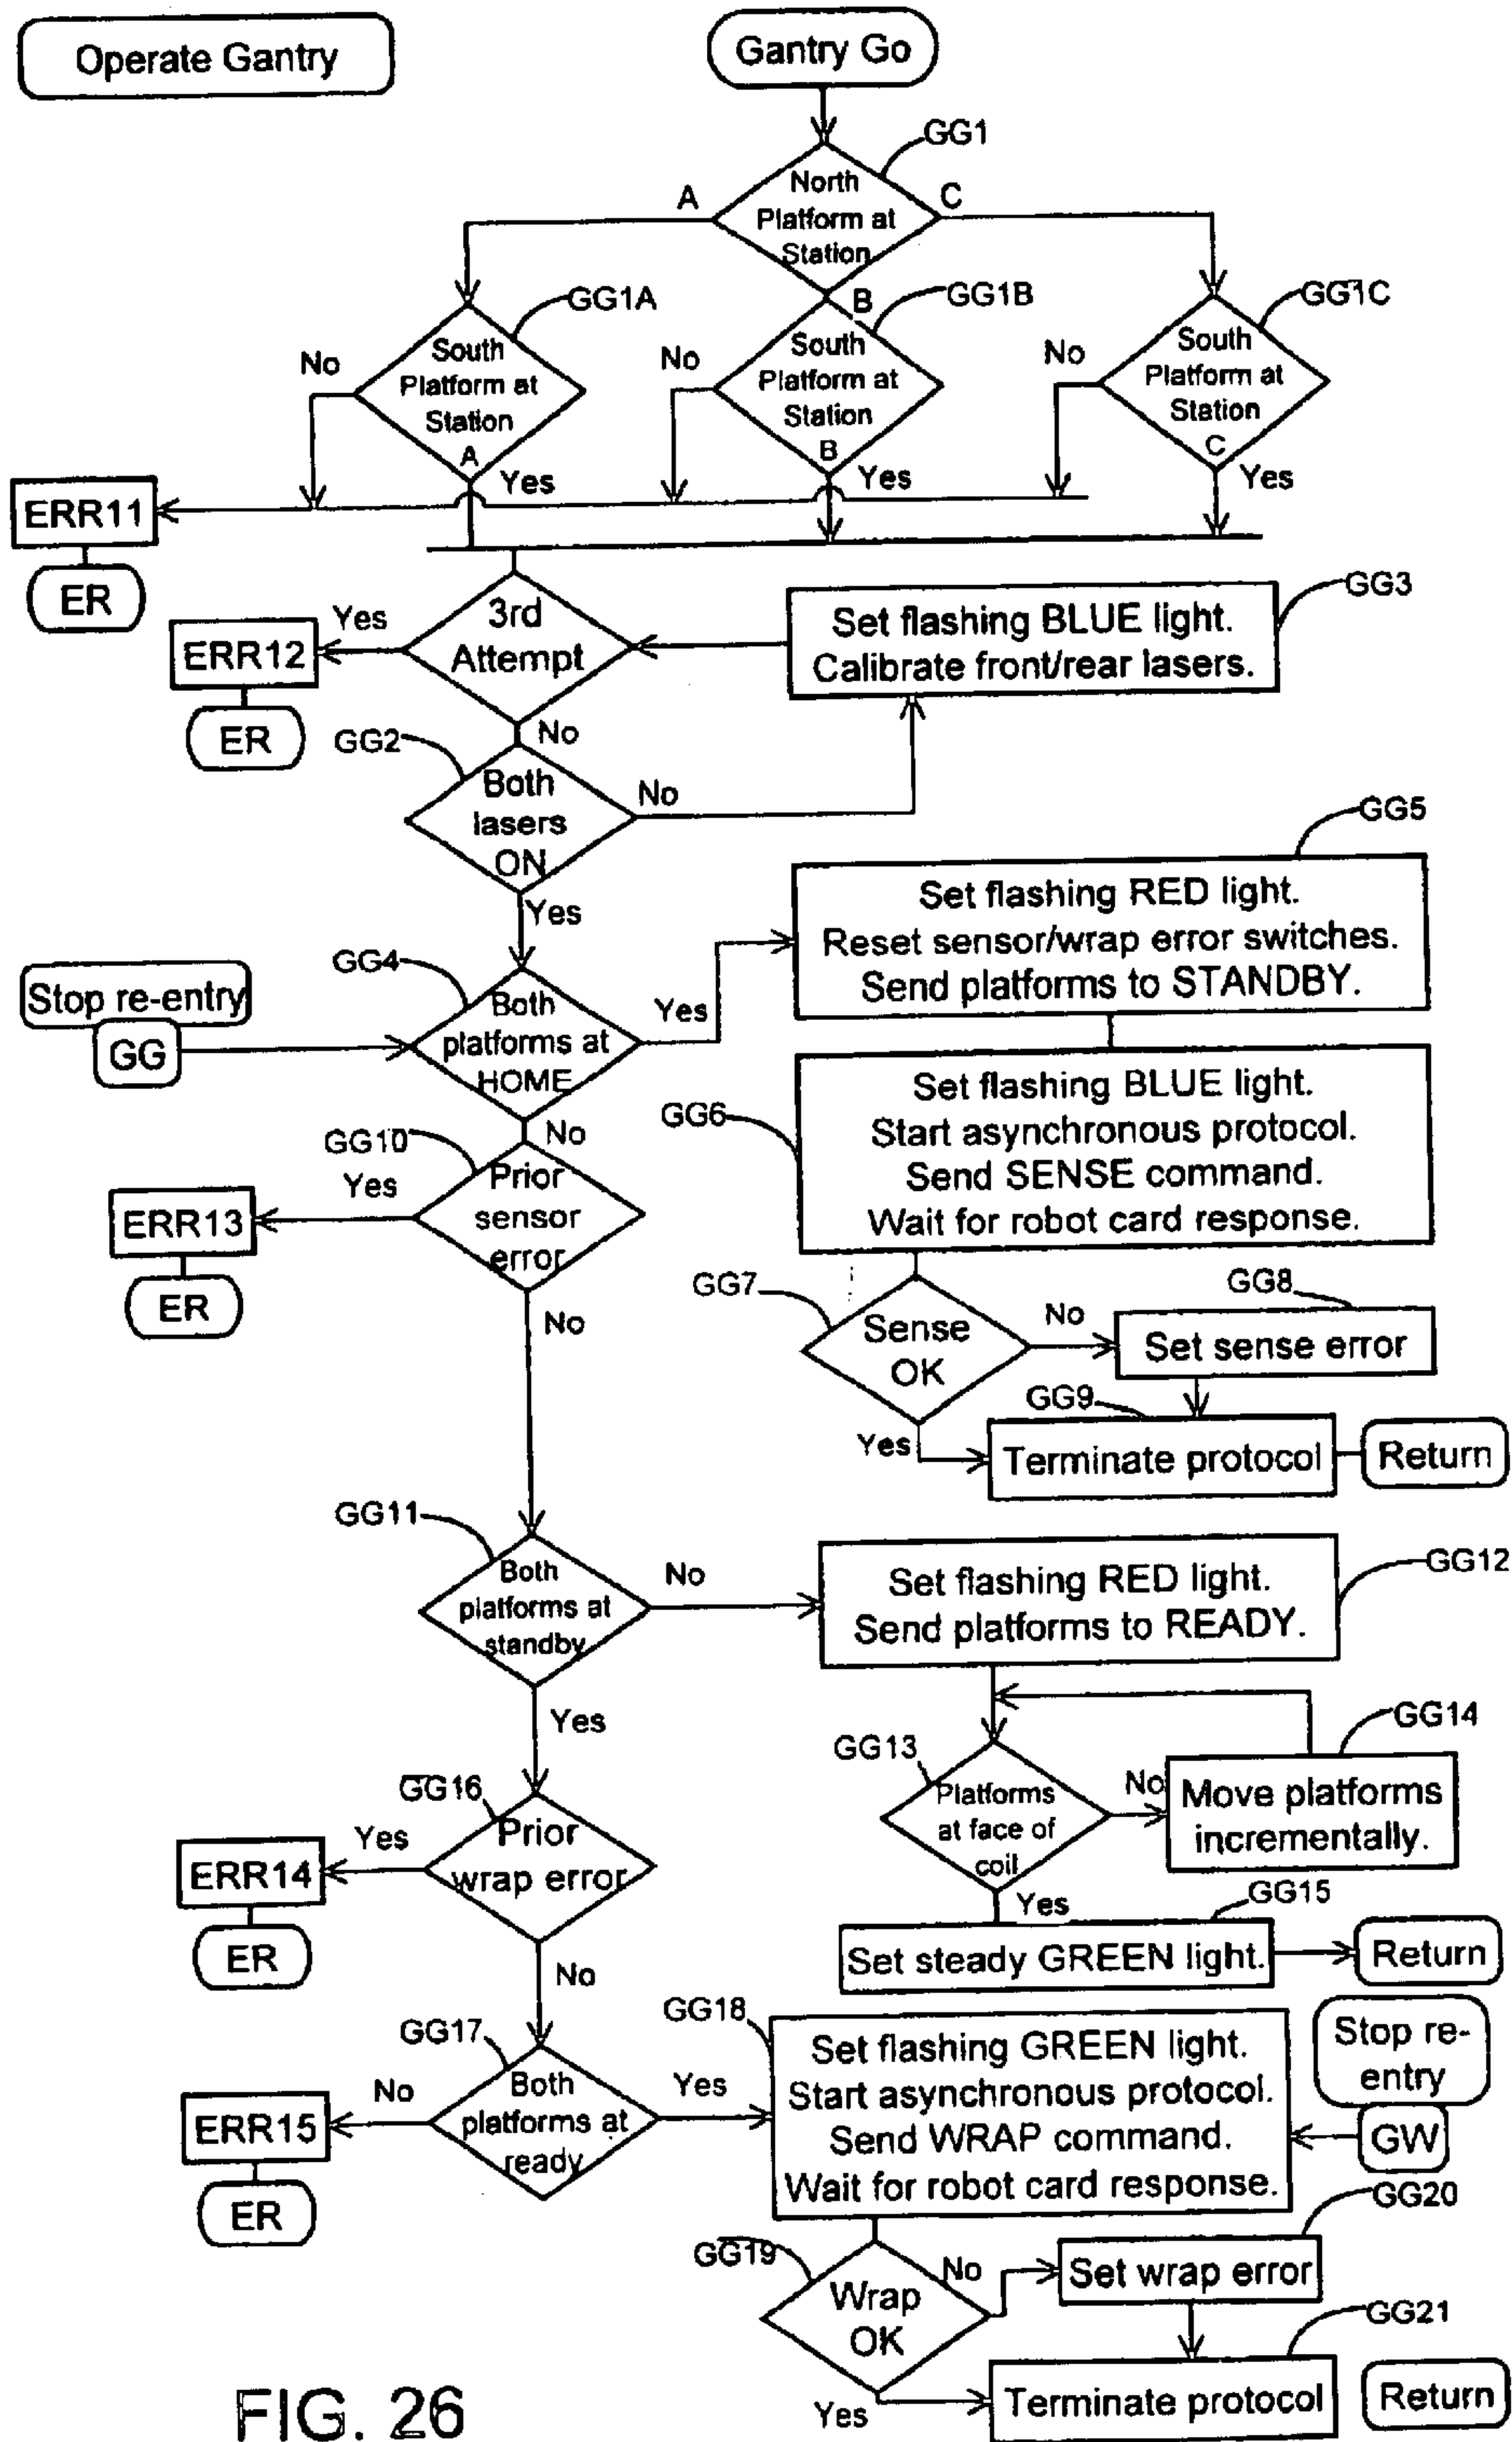 Operate Gantry
Gantry Go
GG1
North
Platform at
Station
A
C
B
GG1A
South
Platform at
Station
A
No
Yes
GG1B
South
Platform at
Station
B
No
Yes
GG1C
South
Platform at
Station
C
No
Yes
ERR11
ER
3rd
Attempt
Yes
No
ERR12
ER
GG3
Set flashing BLUE light.
Calibrate front/rear lasers.
GG2
Both
lasers
ON
No
Yes
GG5
Set flashing RED light.
Reset sensor/wrap error switches.
Send platforms to STANDBY.
Stop re-entry
GG
GG4
Both
platforms at
HOME
Yes
No
GG6
Set flashing BLUE light.
Start asynchronous protocol.
Send SENSE command.
Wait for robot card response.
GG10
Prior
sensor
error
Yes
No
ERR13
ER
GG7
Sense
OK
No
Yes
GG8
Set sense error
GG9
Terminate protocol
Return
GG11
Both
platforms at
standby
No
Yes
GG12
Set flashing RED light.
Send platforms to READY.
GG13
Platforms
at face of
coil
No
Yes
GG14
Move platforms
incrementally.
GG15
Set steady GREEN light.
Return
GG16
Prior
wrap error
Yes
No
ERR14
ER
GG17
Both
platforms at
ready
No
Yes
ERR15
ER
GG18
Set flashing GREEN light.
Start asynchronous protocol.
Send WRAP command.
Wait for robot card response.
Stop re-
entry
GW
GG19
Wrap
OK
No
Yes
GG20
Set wrap error
GG21
Terminate protocol
Return
FIG. 26